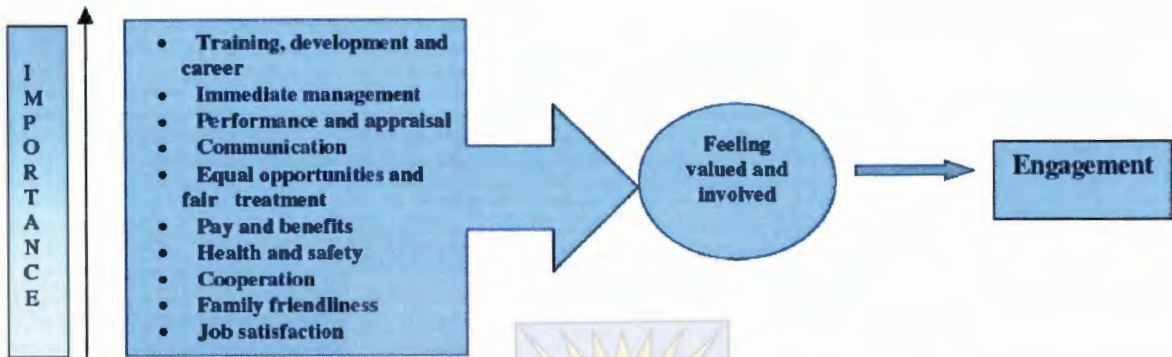 IMPORTANCE
• Training, development and
career
• Immediate management
• Performance and appraisal
• Communication
• Equal opportunities and
fair treatment
• Pay and benefits
• Health and safety
• Cooperation
• Family friendliness
• Job satisfaction
Feeling
valued and
involved
Engagement